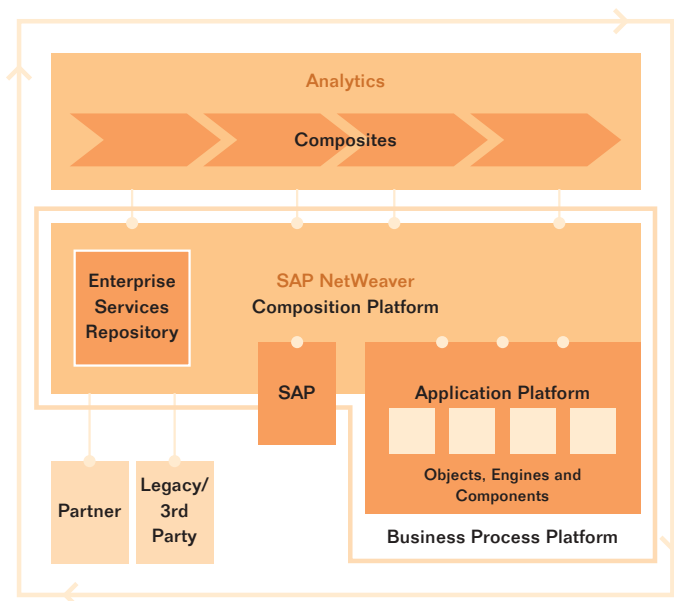 Analytics
Composites
Enterprise
Services
Repository
SAP NetWeaver
Composition Platform
SAP
Application Platform
Objects, Engines and
Components
Partner
Legacy/
3rd
Party
Business Process Platform